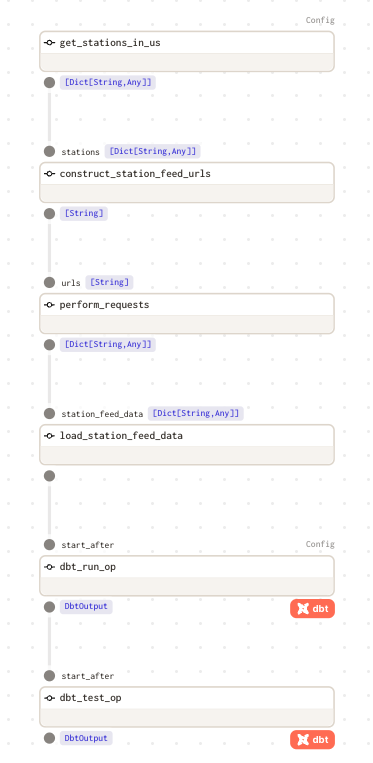 Config
get_stations_in_us
[Dict[String,Any]]
stations [Dict[String,Any]]
construct_station_feed_urls
[String]
urls [String]
perform_requests
[Dict[String,Any]]
station_feed_data [Dict[String,Any]]
load_station_feed_data
start_after Config
dbt_run_op
DbtOutput dbt
start_after
dbt_test_op
DbtOutput dbt